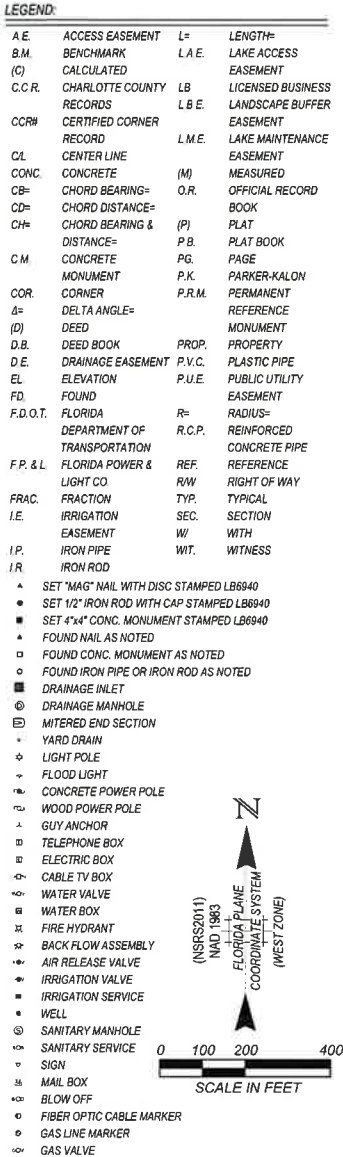 LEGEND:
A.E. ACCESS EASEMENT
B.M. BENCHMARK
(C) CALCULATED
C.C.R. CHARLOTTE COUNTY
RECORDS
CCR# CERTIFIED CORNER
RECORD
C/L CENTER LINE
CONC. CONCRETE
CB= CHORD BEARING=
CD= CHORD DISTANCE=
CH= CHORD BEARING &
DISTANCE=
C.M. CONCRETE
MONUMENT
COR. CORNER
Δ= DELTA ANGLE=
(D) DEED
D.B. DEED BOOK
D.E. DRAINAGE EASEMENT
EL. ELEVATION
FD. FOUND
F.D.O.T. FLORIDA
DEPARTMENT OF
TRANSPORTATION
F.P. & L. FLORIDA POWER &
LIGHT CO.
FRAC. FRACTION
I.E. IRRIGATION
EASEMENT
I.P. IRON PIPE
I.R. IRON ROD
L= LENGTH=
L.A.E. LAKE ACCESS
EASEMENT
LB LICENSED BUSINESS
L.B.E. LANDSCAPE BUFFER
EASEMENT
L.M.E. LAKE MAINTENANCE
EASEMENT
(M) MEASURED
O.R. OFFICIAL RECORD
BOOK
(P) PLAT
P.B. PLAT BOOK
PG. PAGE
P.K. PARKER-KALON
P.R.M. PERMANENT
REFERENCE
MONUMENT
PROP. PROPERTY
P.V.C. PLASTIC PIPE
P.U.E. PUBLIC UTILITY
EASEMENT
R= RADIUS=
R.C.P. REINFORCED
CONCRETE PIPE
REF. REFERENCE
R/W RIGHT OF WAY
TYP. TYPICAL
SEC. SECTION
W/ WITH
WIT. WITNESS
SET "MAG" NAIL WITH DISC STAMPED LB6940
SET 1/2" IRON ROD WITH CAP STAMPED LB6940
SET 4"x4" CONC. MONUMENT STAMPED LB6940
FOUND NAIL AS NOTED
FOUND CONC. MONUMENT AS NOTED
FOUND IRON PIPE OR IRON ROD AS NOTED
DRAINAGE INLET
DRAINAGE MANHOLE
MITERED END SECTION
YARD DRAIN
LIGHT POLE
FLOOD LIGHT
CONCRETE POWER POLE
WOOD POWER POLE
GUY ANCHOR
TELEPHONE BOX
ELECTRIC BOX
CABLE TV BOX
WATER VALVE
WATER BOX
FIRE HYDRANT
BACK FLOW ASSEMBLY
AIR RELEASE VALVE
IRRIGATION VALVE
IRRIGATION SERVICE
WELL
S SANITARY MANHOLE
SANITARY SERVICE
SIGN
MAIL BOX
BLOW OFF
FIBER OPTIC CABLE MARKER
GAS LINE MARKER
GAS VALVE
N
(NSRS2011)
NAD 1983
FLORIDA PLANE
COORDINATE SYSTEM
(WEST ZONE)
0 100 200 400
SCALE IN FEET